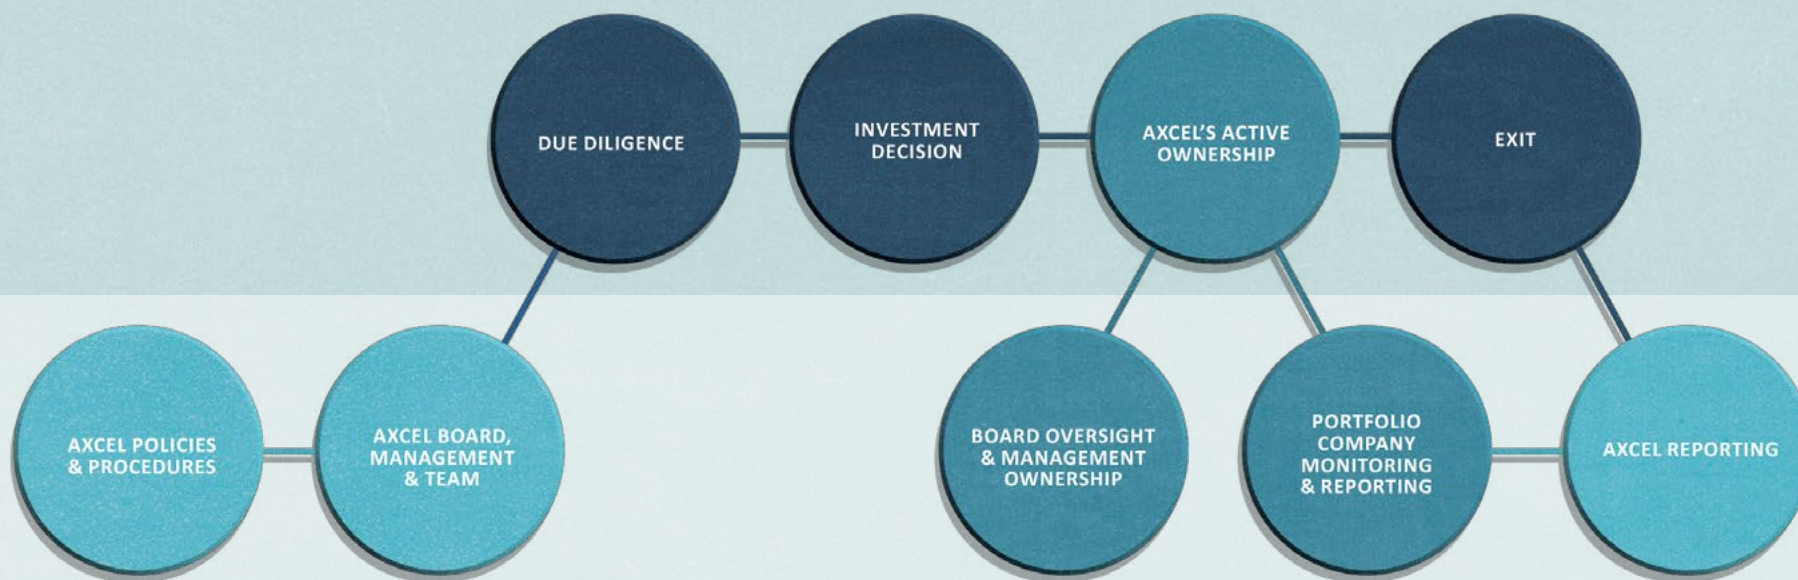 DUE DILIGENCE
INVESTMENT
DECISION
AXCEL'S ACTIVE
OWNERSHIP
EXIT
AXCEL POLICIES
& PROCEDURES
AXCEL BOARD,
MANAGEMENT
& TEAM
BOARD OVERSIGHT
& MANAGEMENT
OWNERSHIP
PORTFOLIO
COMPANY
MONITORING
& REPORTING
AXCEL REPORTING